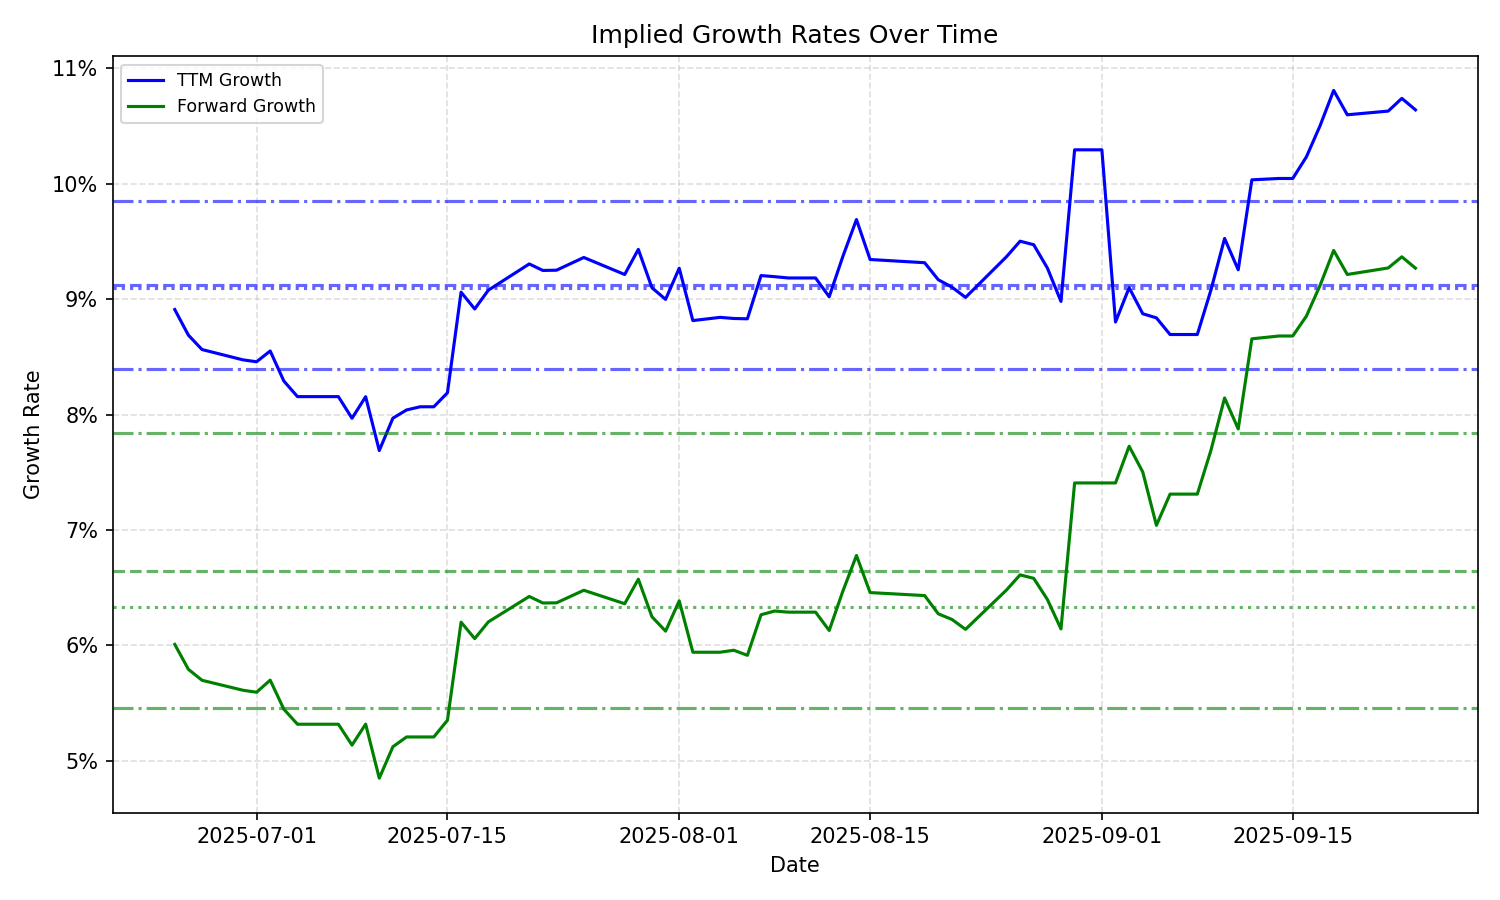 Implied Growth Rates Over Time
TTM Growth
Forward Growth
11%
10%
9%
8%
7%
6%
5%
Growth Rate
2025-07-01
2025-07-15
2025-08-01
2025-08-15
2025-09-01
2025-09-15
Date